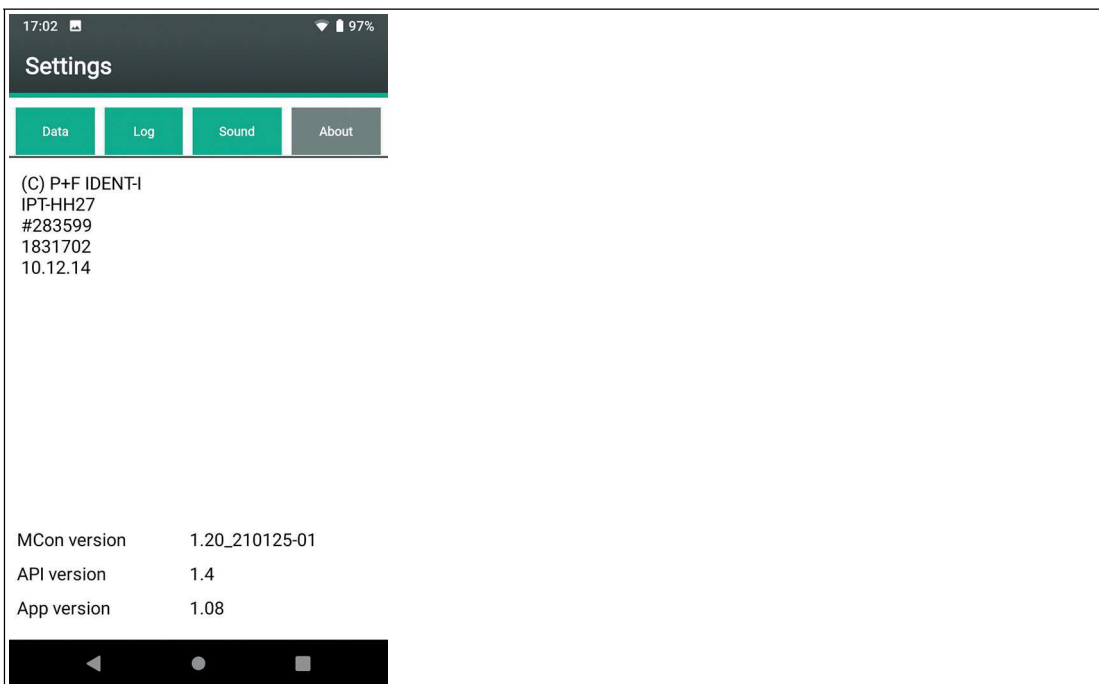 17:02 97%
Settings
Data Log Sound About
(C) P+F IDENT-I
IPT-HH27
#283599
1831702
10.12.14
MCon version 1.20_210125-01
API version 1.4
App version 1.08